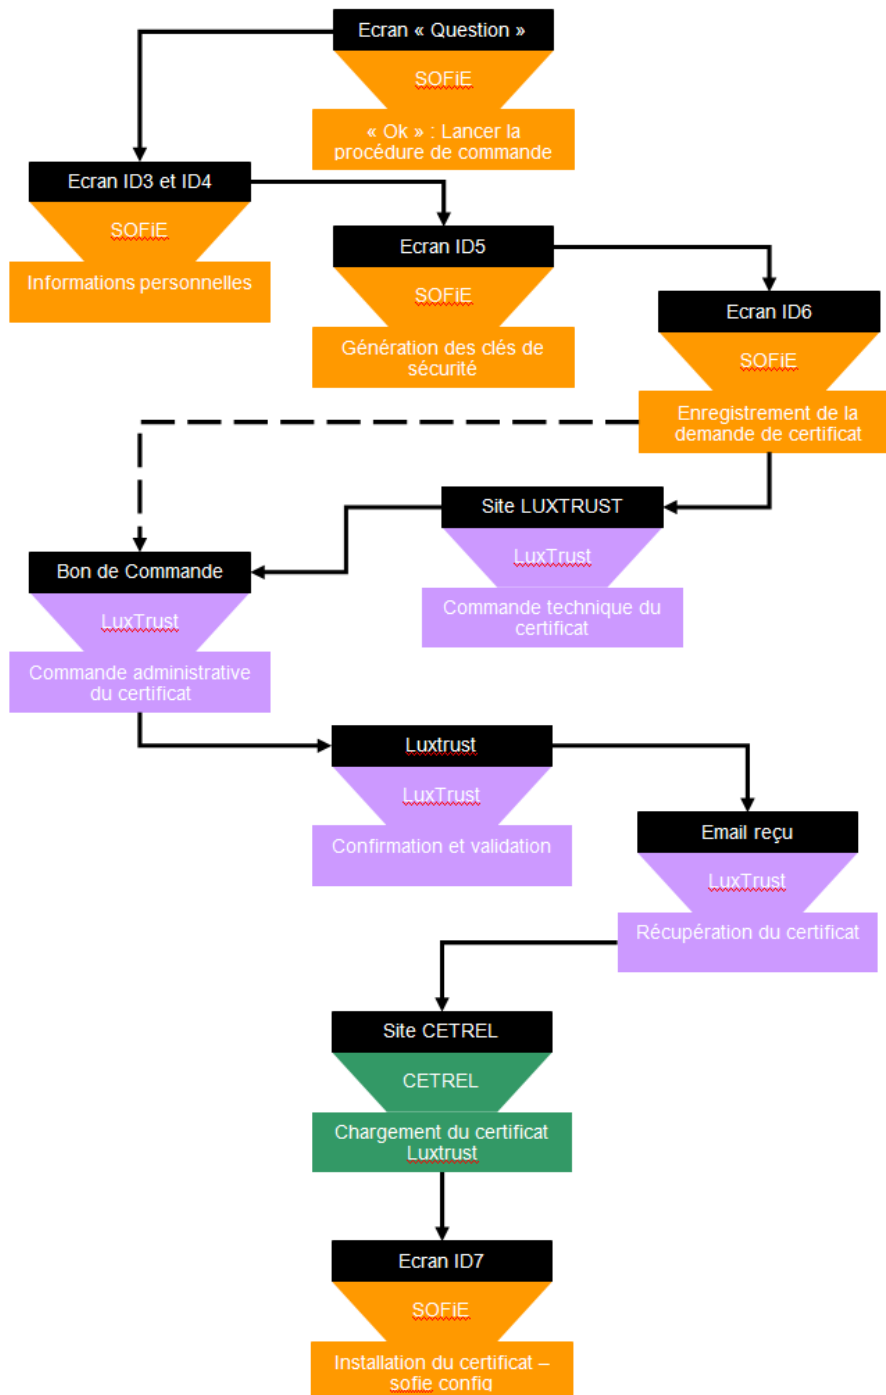 Ecran « Question »
SOFiE
« Ok » : Lancer la
procédure de commande
Ecran ID3 et ID4
SOFiE
Informations personnelles
Ecran ID5
SOFiE
Génération des clés de
sécurité
Ecran ID6
SOFiE
Enregistrement de la
demande de certificat
Site LUXTRUST
LuxTrust
Commande technique du
certificat
Bon de Commande
LuxTrust
Commande administrative
du certificat
Luxtrust
LuxTrust
Confirmation et validation
Email reçu
LuxTrust
Récupération du certificat
Site CETREL
CETREL
Chargement du certificat
Luxtrust
Ecran ID7
SOFiE
Installation du certificat –
sofie config